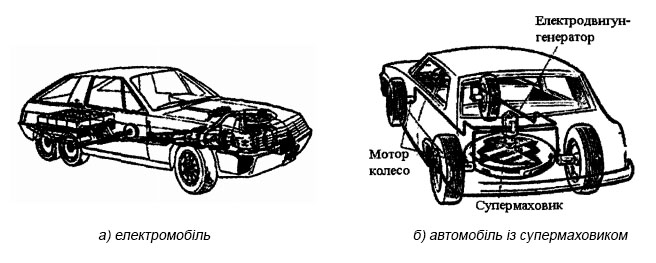 Електродвигун-
генератор
Мотор
колесо
Супермаховик
а) електромобіль
б) автомобіль із супермаховиком